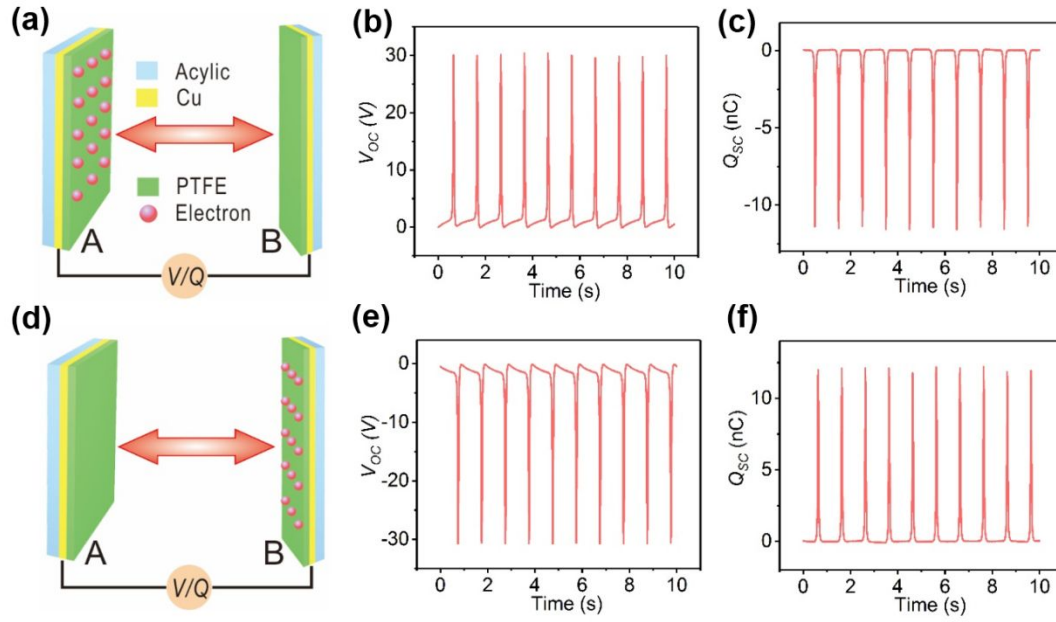 (a)
Acylic
Cu
PTFE
Electron
A
B
V/Q
(b)
V_OC (V)
30
20
10
0
0 2 4 6 8 10
Time (s)
(c)
Q_SC (nC)
0
-5
-10
0 2 4 6 8 10
Time (s)
(d)
A
B
V/Q
(e)
V_OC (V)
0
-10
-20
-30
0 2 4 6 8 10
Time (s)
(f)
Q_SC (nC)
10
5
0
0 2 4 6 8 10
Time (s)